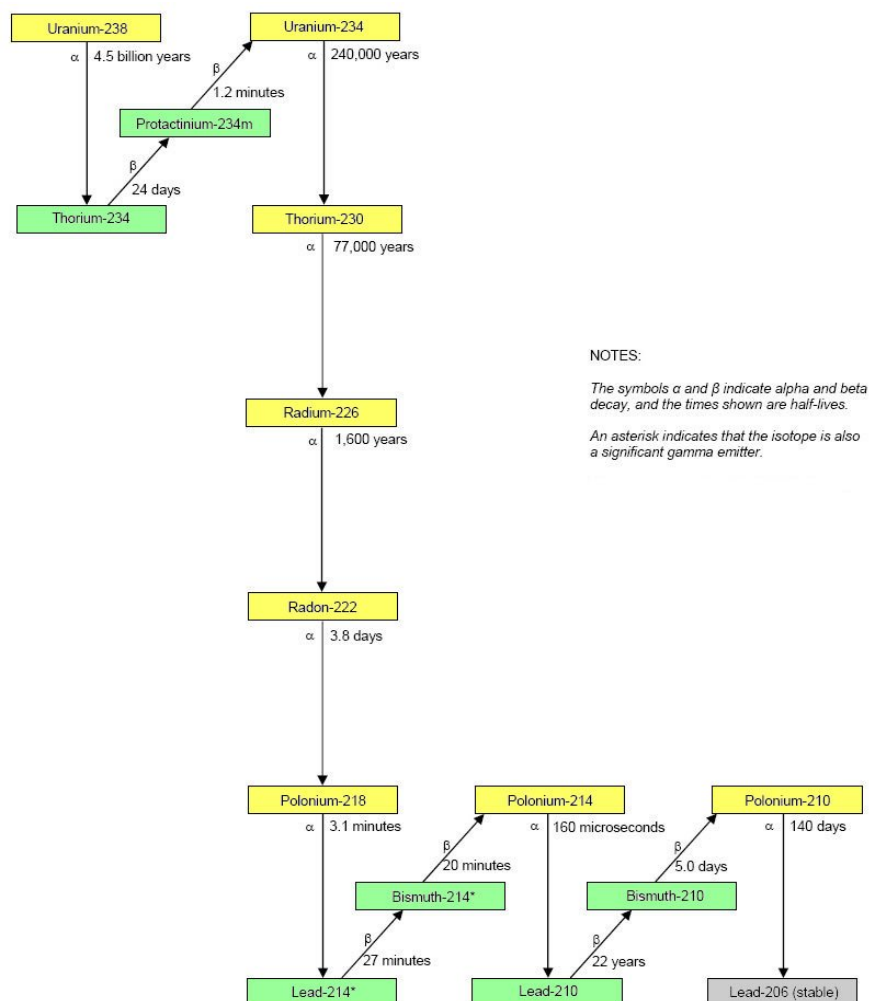 Uranium-238
Uranium-234
α 4.5 billion years
α 240,000 years
β
1.2 minutes
Protactinium-234m
β
24 days
Thorium-234
Thorium-230
α 77,000 years
NOTES:
The symbols α and β indicate alpha and beta
decay, and the times shown are half-lives.
An asterisk indicates that the isotope is also
a significant gamma emitter.
Radium-226
α 1,600 years
Radon-222
α 3.8 days
Polonium-218
Polonium-214
Polonium-210
α 3.1 minutes
α 160 microseconds
α 140 days
β
20 minutes
β
5.0 days
Bismuth-214*
Bismuth-210
β
27 minutes
β
22 years
Lead-214*
Lead-210
Lead-206 (stable)